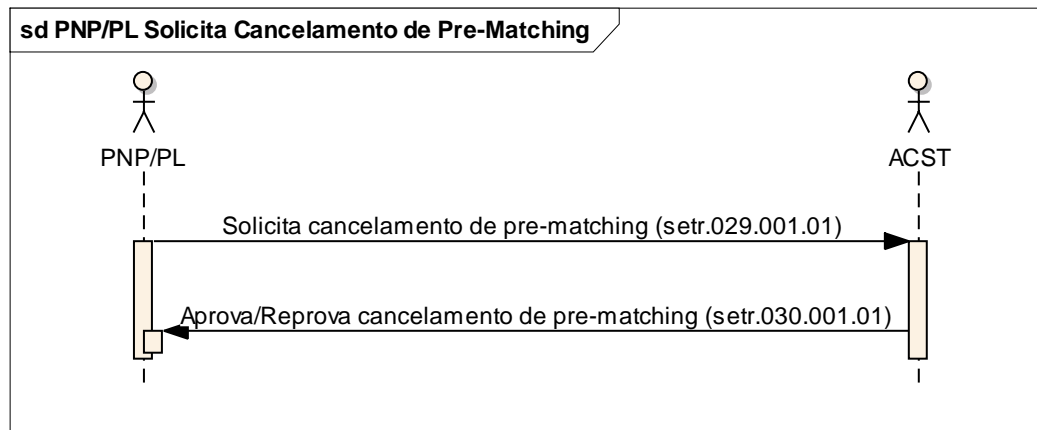 sd PNP/PL Solicita Cancelamento de Pre-Matching
PNP/PL
ACST
Solicita cancelamento de pre-matching (setr.029.001.01)
Aprova/Reprova cancelamento de pre-matching (setr.030.001.01)